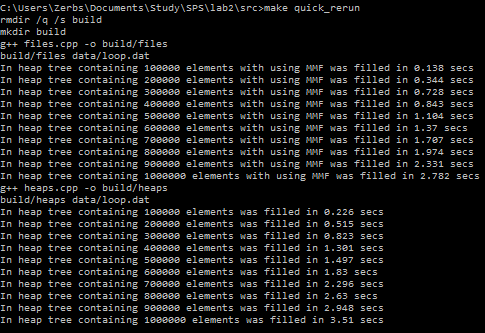 C:\Users\Zerbs\Documents\Study\SPS\lab2\src>make quick_rerun
rmdir /q /s build
mkdir build
g++ files.cpp -o build/files
build/files data/loop.dat
In heap tree containing 100000 elements with using MMF was filled in 0.138 secs
In heap tree containing 200000 elements with using MMF was filled in 0.344 secs
In heap tree containing 300000 elements with using MMF was filled in 0.728 secs
In heap tree containing 400000 elements with using MMF was filled in 0.843 secs
In heap tree containing 500000 elements with using MMF was filled in 1.104 secs
In heap tree containing 600000 elements with using MMF was filled in 1.37 secs
In heap tree containing 700000 elements with using MMF was filled in 1.707 secs
In heap tree containing 800000 elements with using MMF was filled in 1.974 secs
In heap tree containing 900000 elements with using MMF was filled in 2.331 secs
In heap tree containing 1000000 elements with using MMF was filled in 2.782 secs
g++ heaps.cpp -o build/heaps
build/heaps data/loop.dat
In heap tree containing 100000 elements was filled in 0.226 secs
In heap tree containing 200000 elements was filled in 0.515 secs
In heap tree containing 300000 elements was filled in 0.823 secs
In heap tree containing 400000 elements was filled in 1.301 secs
In heap tree containing 500000 elements was filled in 1.497 secs
In heap tree containing 600000 elements was filled in 1.83 secs
In heap tree containing 700000 elements was filled in 2.296 secs
In heap tree containing 800000 elements was filled in 2.63 secs
In heap tree containing 900000 elements was filled in 2.948 secs
In heap tree containing 1000000 elements was filled in 3.51 secs